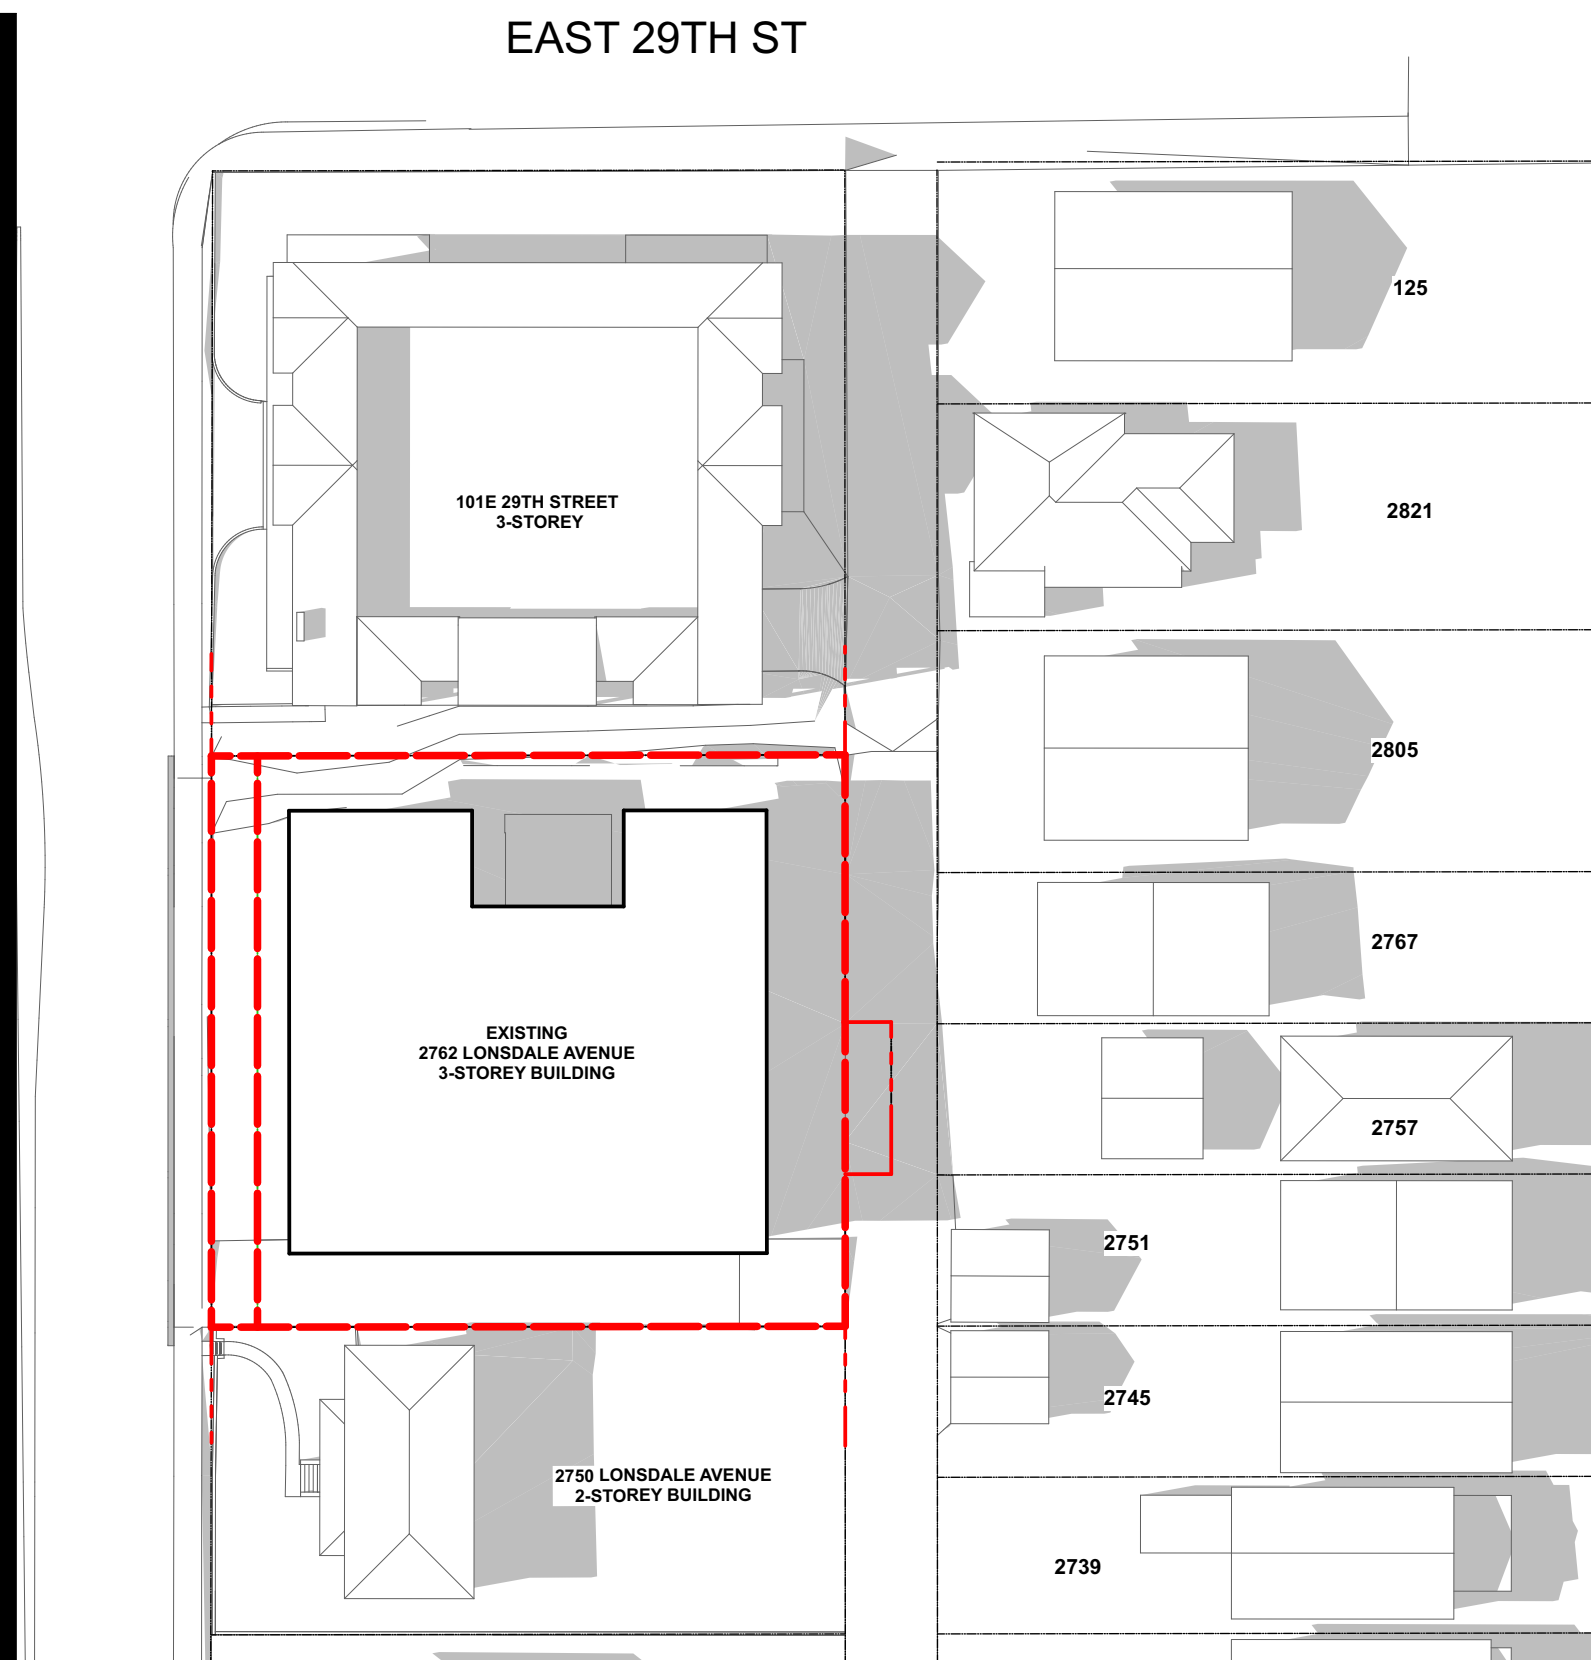 EAST 29TH ST
125
101E 29TH STREET
3-STOREY
2821
2805
2767
EXISTING
2762 LONSDALE AVENUE
3-STOREY BUILDING
2757
2751
2745
2750 LONSDALE AVENUE
2-STOREY BUILDING
2739